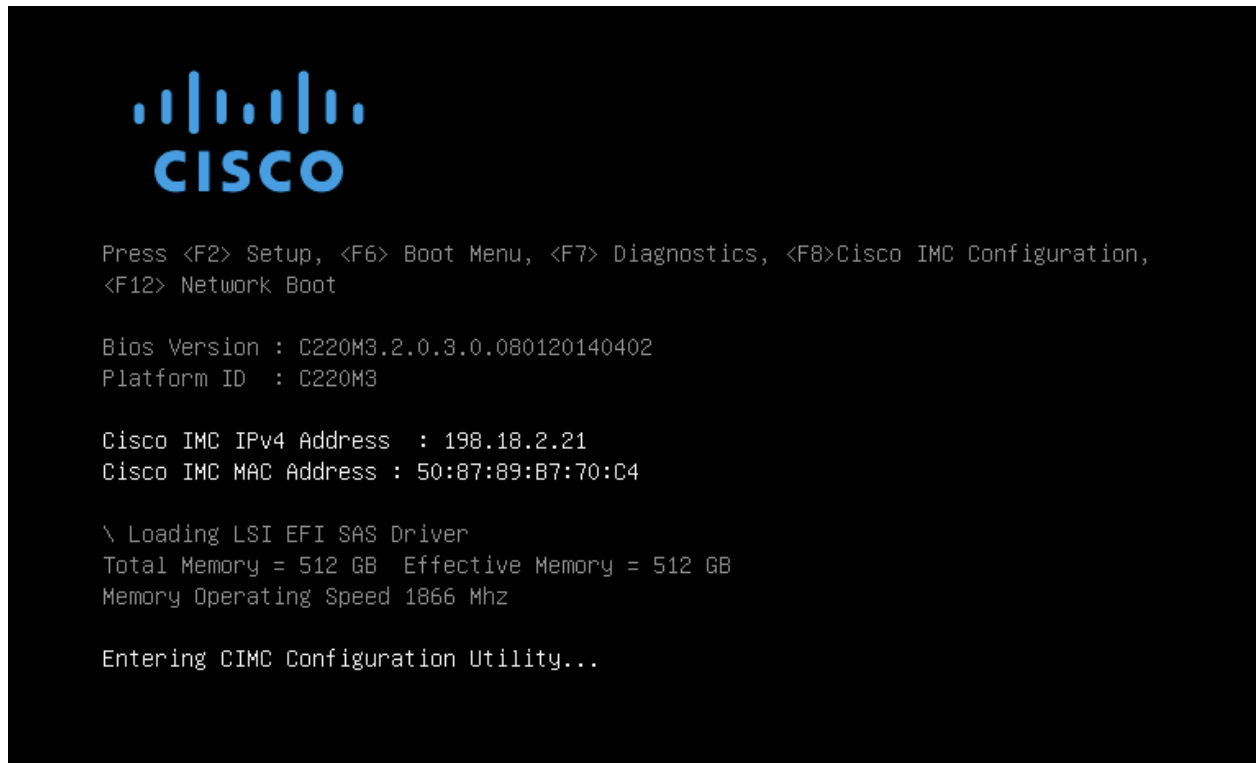 CISCO
Press <F2> Setup, <F6> Boot Menu, <F7> Diagnostics, <F8>Cisco IMC Configuration,
<F12> Network Boot
Bios Version : C220M3.2.0.3.0.080120140402
Platform ID  : C220M3
Cisco IMC IPv4 Address  : 198.18.2.21
Cisco IMC MAC Address : 50:87:89:B7:70:C4
\ Loading LSI EFI SAS Driver
Total Memory = 512 GB  Effective Memory = 512 GB
Memory Operating Speed 1866 Mhz
Entering CIMC Configuration Utility...